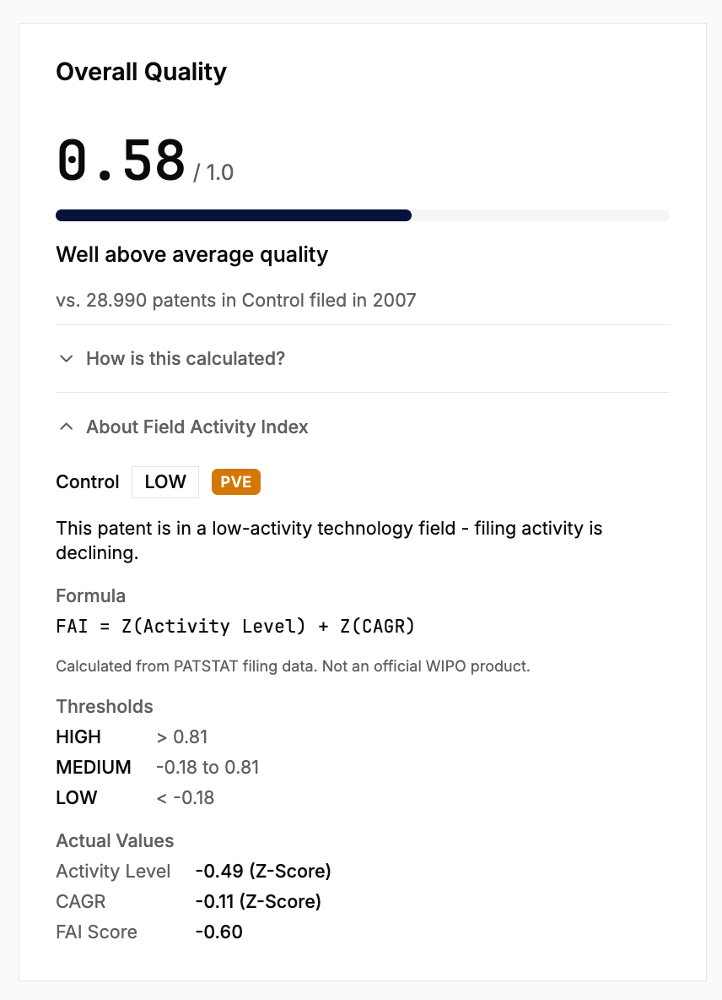 Overall Quality
0.58 / 1.0
Well above average quality
vs. 28.990 patents in Control filed in 2007
How is this calculated?
About Field Activity Index
Control LOW PVE
This patent is in a low-activity technology field - filing activity is
declining.
Formula
FAI = Z(Activity Level) + Z(CAGR)
Calculated from PATSTAT filing data. Not an official WIPO product.
Thresholds
HIGH > 0.81
MEDIUM -0.18 to 0.81
LOW < -0.18
Actual Values
Activity Level -0.49 (Z-Score)
CAGR -0.11 (Z-Score)
FAI Score -0.60